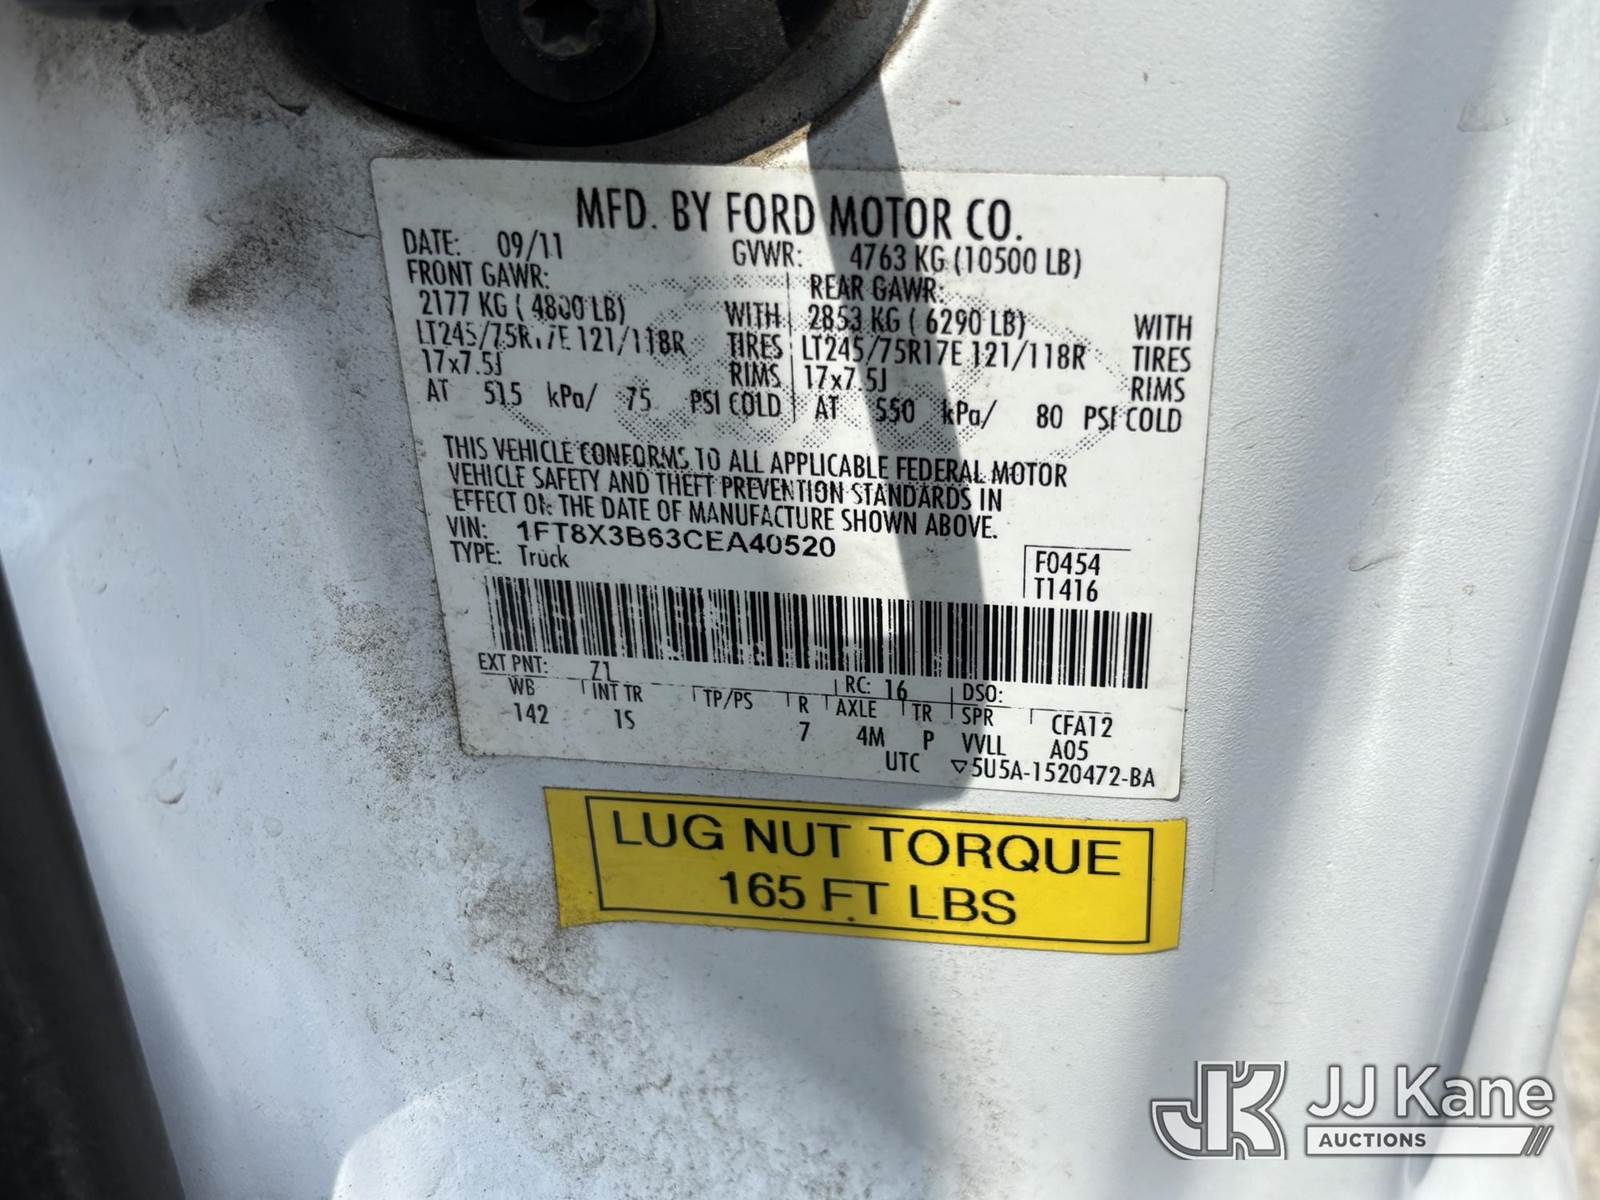 MFD. BY FORD MOTOR CO.
DATE: 09/11 GVWR: 4763 KG (10500 LB)
FRONT GAWR: REAR GAWR:
2177 KG ( 4800 LB) WITH 2853 KG ( 6290 LB) WITH
LT245/75R17E 121/118R TIRES LT245/75R17E 121/118R TIRES
17x7.5J RIMS 17x7.5J RIMS
AT 515 kPa/ 75 PSI COLD AT 550 kPa/ 80 PSI COLD
THIS VEHICLE CONFORMS TO ALL APPLICABLE FEDERAL MOTOR
VEHICLE SAFETY AND THEFT PREVENTION STANDARDS IN
EFFECT ON THE DATE OF MANUFACTURE SHOWN ABOVE.
VIN: 1FT8X3B63CEA40520
TYPE: Truck
F0454
T1416
EXT PNT: Z1 RC: 16 DSO:
WB INT TR TP/PS R AXLE TR SPR CFA12
142 1S 7 4M P VVLL A05
UTC ▽5U5A-1520472-BA
LUG NUT TORQUE
165 FT LBS
JK JJ Kane
AUCTIONS